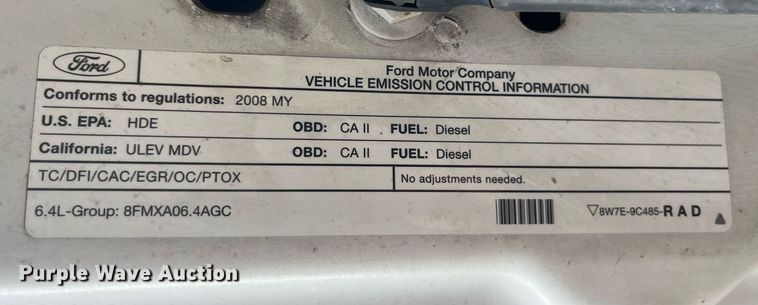 Ford
Ford Motor Company
VEHICLE EMISSION CONTROL INFORMATION
Conforms to regulations: 2008 MY
U.S. EPA: HDE OBD: CA II . FUEL: Diesel
California: ULEV MDV OBD: CA II FUEL: Diesel
TC/DFI/CAC/EGR/OC/PTOX No adjustments needed.
6.4L-Group: 8FMXA06.4AGC ▽8W7E-9C485-R A D
Purple Wave Auction